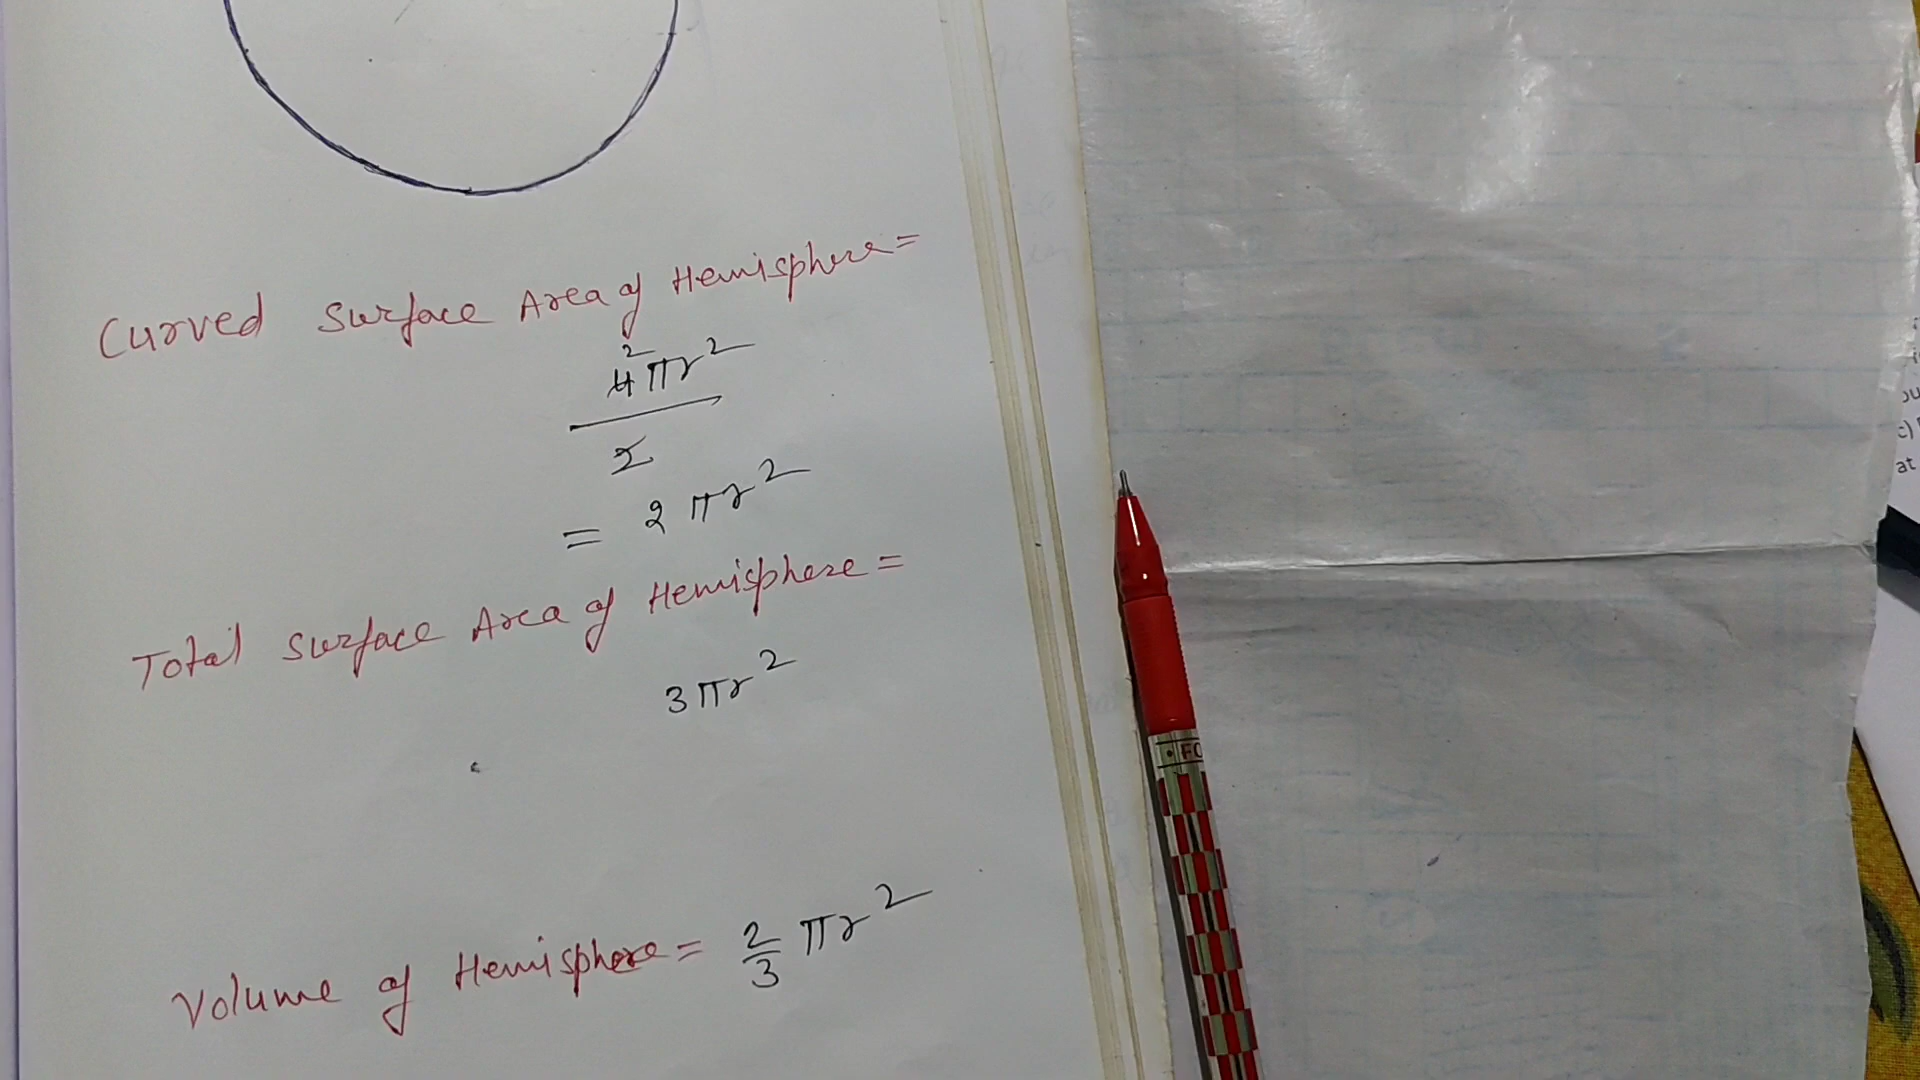 Curved Surface Area of Hemisphere =
2
4πr²
2
= 2πr²
Total Surface Area of Hemisphere =
3πr²
Volume of Hemisphere = 2/3 πr²
at